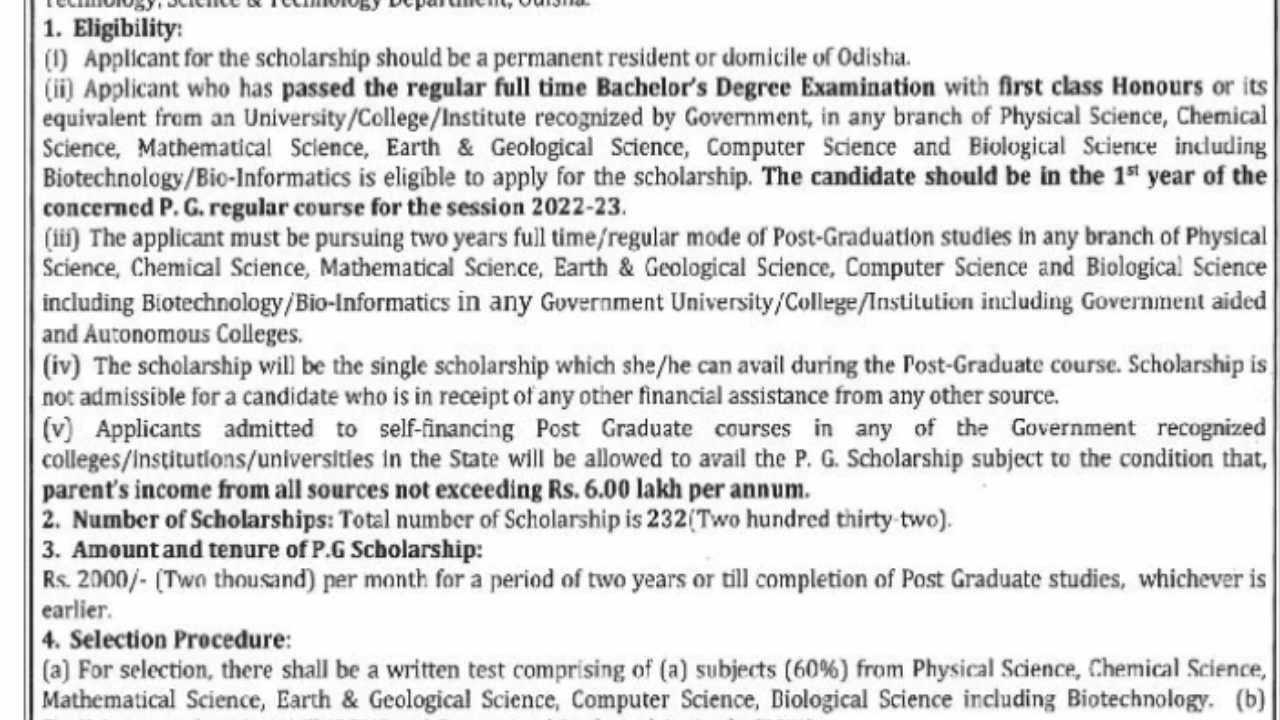 Technology, Science & Technology Department, Odisha.
1. Eligibility:
(i) Applicant for the scholarship should be a permanent resident or domicile of Odisha.
(ii) Applicant who has passed the regular full time Bachelor's Degree Examination with first class Honours or its
equivalent from an University/College/Institute recognized by Government, in any branch of Physical Science, Chemical
Science, Mathematical Science, Earth & Geological Science, Computer Science and Biological Science including
Biotechnology/Bio-Informatics is eligible to apply for the scholarship. The candidate should be in the 1st year of the
concerned P. G. regular course for the session 2022-23.
(iii) The applicant must be pursuing two years full time/regular mode of Post-Graduation studies in any branch of Physical
Science, Chemical Science, Mathematical Science, Earth & Geological Science, Computer Science and Biological Science
including Biotechnology/Bio-Informatics in any Government University/College/Institution including Government aided
and Autonomous Colleges.
(iv) The scholarship will be the single scholarship which she/he can avail during the Post-Graduate course. Scholarship is
not admissible for a candidate who is in receipt of any other financial assistance from any other source.
(v) Applicants admitted to self-financing Post Graduate courses in any of the Government recognized
colleges/institutions/universities in the State will be allowed to avail the P. G. Scholarship subject to the condition that,
parent's income from all sources not exceeding Rs. 6.00 lakh per annum.
2. Number of Scholarships: Total number of Scholarship is 232(Two hundred thirty-two).
3. Amount and tenure of P.G Scholarship:
Rs. 2000/- (Two thousand) per month for a period of two years or till completion of Post Graduate studies, whichever is
earlier.
4. Selection Procedure:
(a) For selection, there shall be a written test comprising of (a) subjects (60%) from Physical Science, Chemical Science,
Mathematical Science, Earth & Geological Science, Computer Science, Biological Science including Biotechnology. (b)